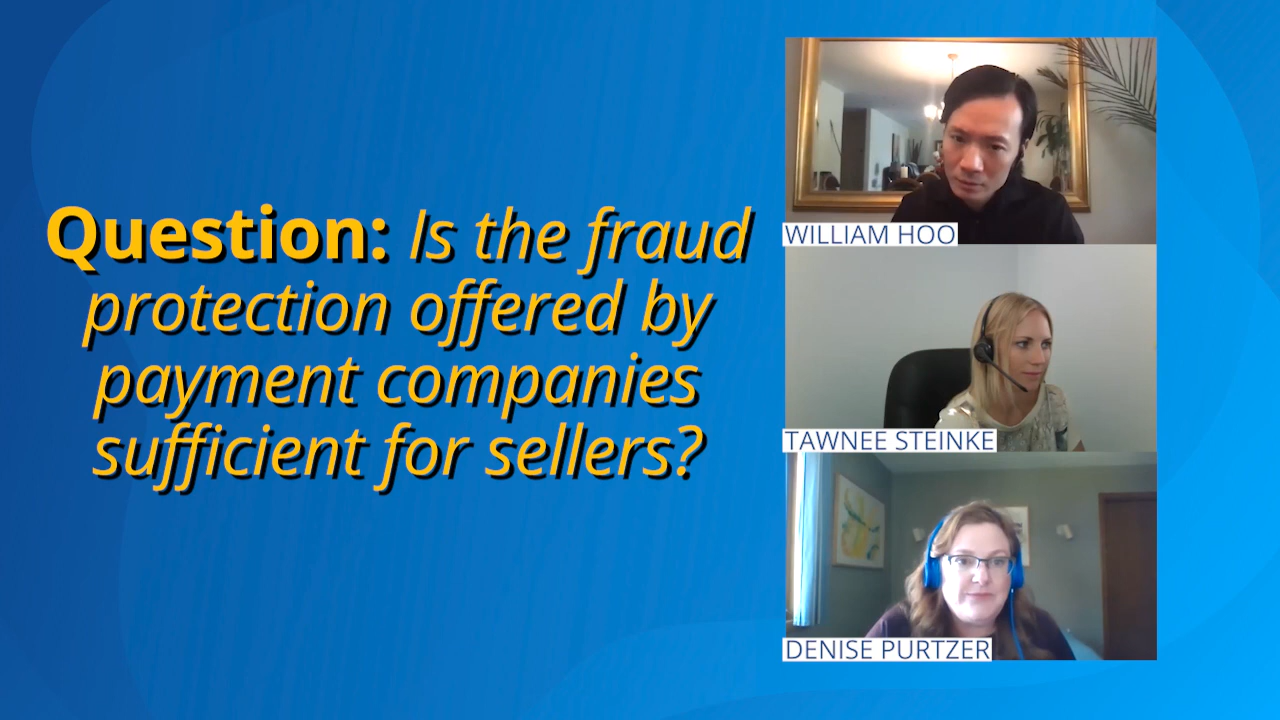 Question: Is the fraud
protection offered by
payment companies
sufficient for sellers?
WILLIAM HOO
TAWNEE STEINKE
DENISE PURTZER